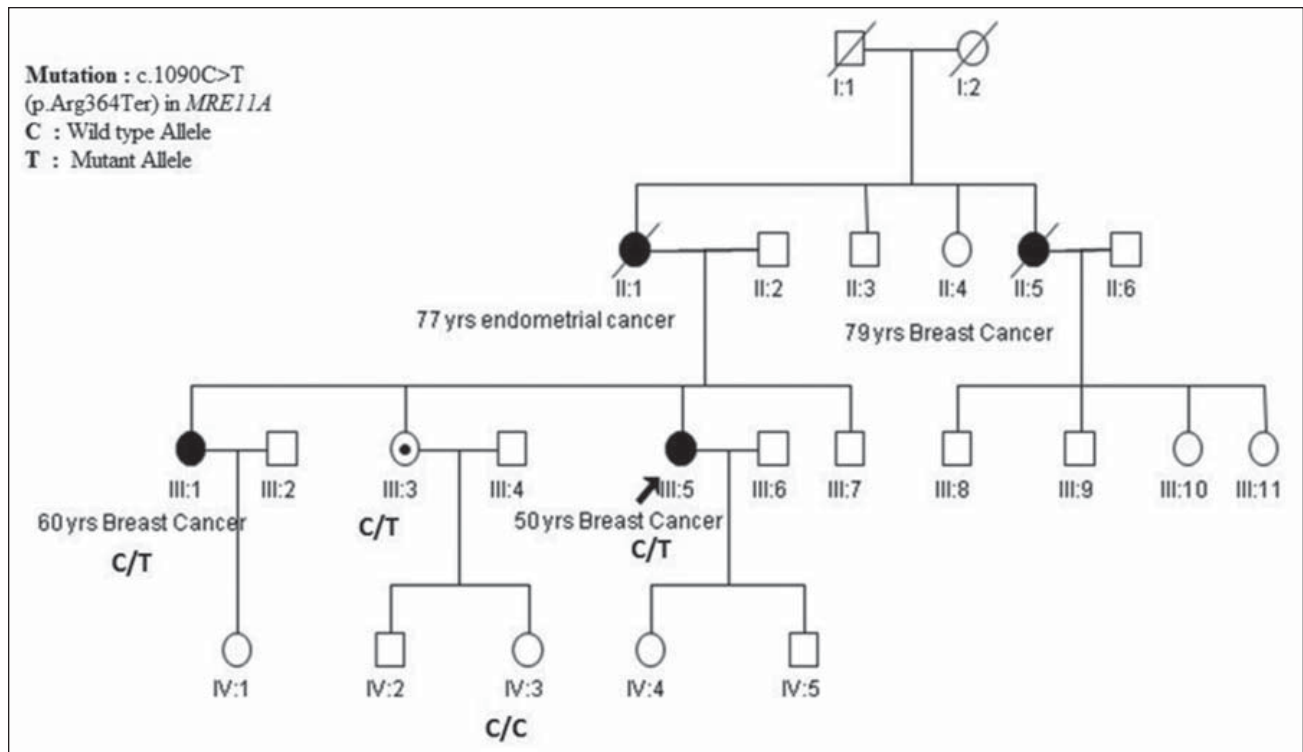 Mutation : c.1090C>T
(p.Arg364Ter) in MRE11A
C : Wild type Allele
T : Mutant Allele
I:1 I:2
II:1 II:2 II:3 II:4 II:5 II:6
77 yrs endometrial cancer 79 yrs Breast Cancer
III:1 III:2 III:3 III:4 III:5 III:6 III:7 III:8 III:9 III:10 III:11
60 yrs Breast Cancer C/T 50 yrs Breast Cancer
C/T C/T
IV:1 IV:2 IV:3 IV:4 IV:5
C/C